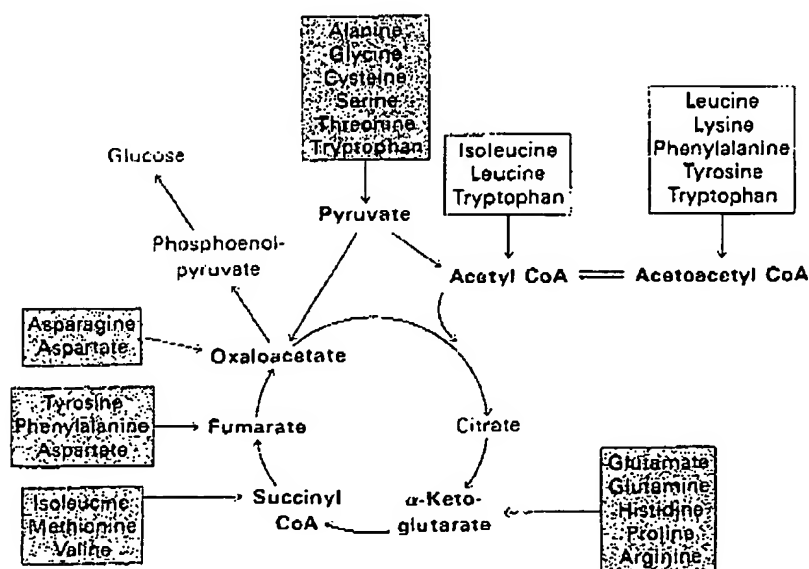 Alanine
Glycine
Cysteine
Serine
Threonine
Tryptophan
Leucine
Lysine
Phenylalanine
Tyrosine
Tryptophan
Isoleucine
Leucine
Tryptophan
Glucose
Pyruvate
Phosphoenol-
pyruvate
Acetyl CoA
Acetoacetyl CoA
Asparagine
Aspartate
Oxaloacetate
Tyrosine
Phenylalanine
Aspartate
Fumarate
Citrate
Isoleucine
Methionine
Valine
Succinyl
CoA
α-Keto-
glutarate
Glutamate
Glutamine
Histidine
Proline
Arginine